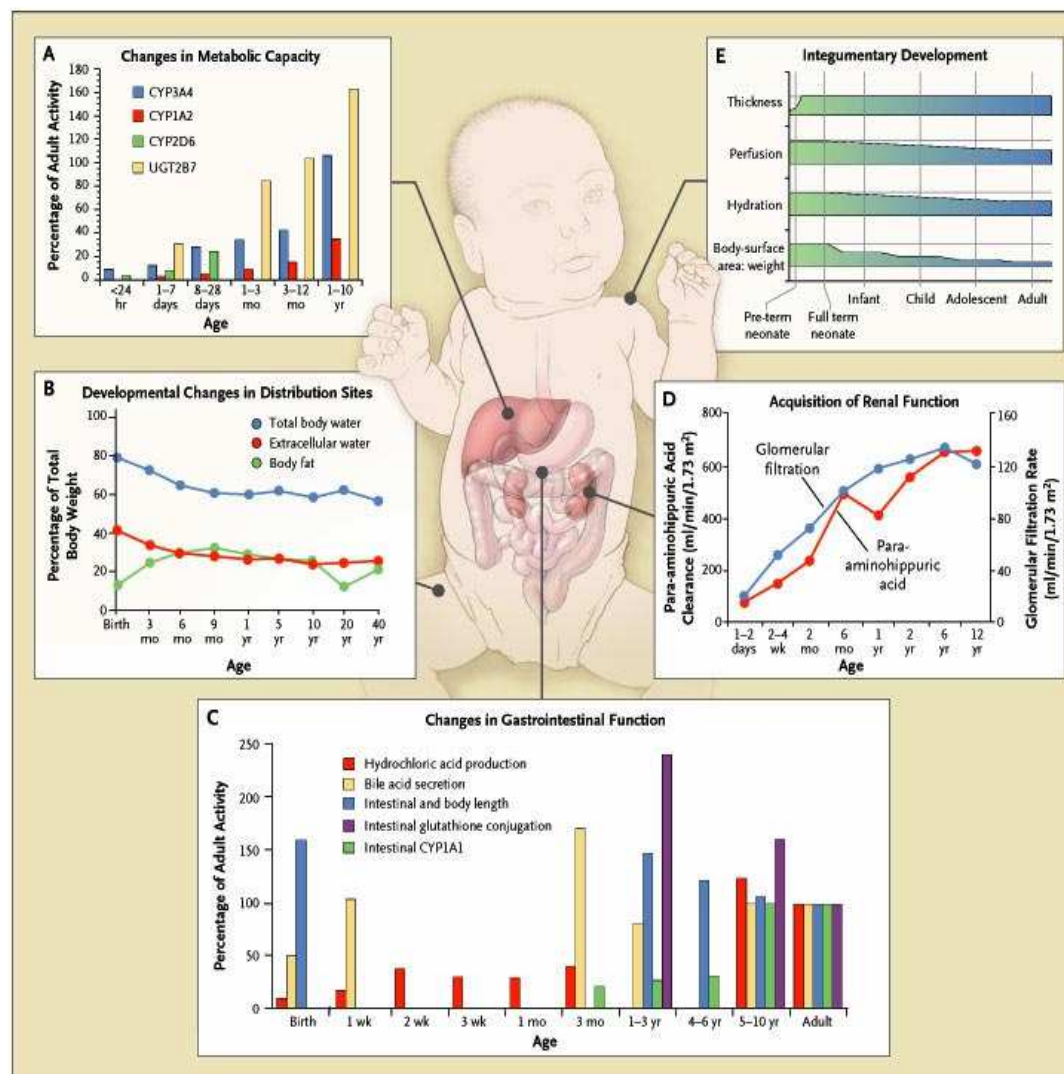 A
Changes in Metabolic Capacity
Percentage of Adult Activity
180
160
140
120
100
80
60
40
20
0
CYP3A4
CYP1A2
CYP2D6
UGT2B7
<24
hr
1–7
days
8–28
days
1–3
mo
3–12
mo
1–10
yr
Age
E
Integumentary Development
Thickness
Perfusion
Hydration
Body-surface
area: weight
Infant
Child
Adolescent
Adult
Pre-term
neonate
Full term
neonate
B
Developmental Changes in Distribution Sites
Percentage of Total
Body Weight
100
80
60
40
20
0
Total body water
Extracellular water
Body fat
Birth
3
mo
6
mo
9
mo
1
yr
5
yr
10
yr
20
yr
40
yr
Age
D
Acquisition of Renal Function
Para-aminohippuric Acid
Clearance (ml/min/1.73 m²)
800
600
400
200
0
Glomerular
filtration
Para-
aminohippuric
acid
160
120
80
40
0
Glomerular Filtration Rate
(ml/min/1.73 m²)
1–2
days
2–4
wk
2
mo
6
mo
1
yr
2
yr
6
yr
12
yr
Age
C
Changes in Gastrointestinal Function
Percentage of Adult Activity
250
200
150
100
50
0
Hydrochloric acid production
Bile acid secretion
Intestinal and body length
Intestinal glutathione conjugation
Intestinal CYP1A1
Birth
1 wk
2 wk
3 wk
1 mo
3 mo
1–3 yr
4–6 yr
5–10 yr
Adult
Age